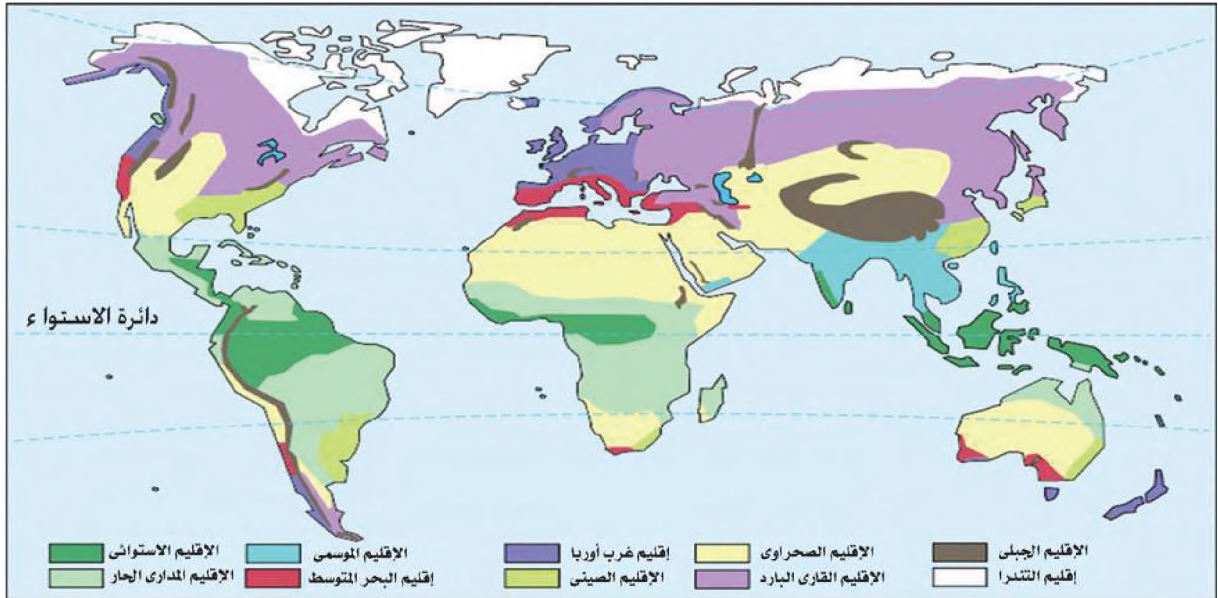 دائرة الاستواء
الإقليم الجبلى
الإقليم الصحراوى
إقليم غرب أوربا
الإقليم الموسمى
الإقليم الاستوائى
إقليم التندرا
الإقليم القارى البارد
الإقليم الصينى
إقليم البحر المتوسط
الإقليم المدارى الحار